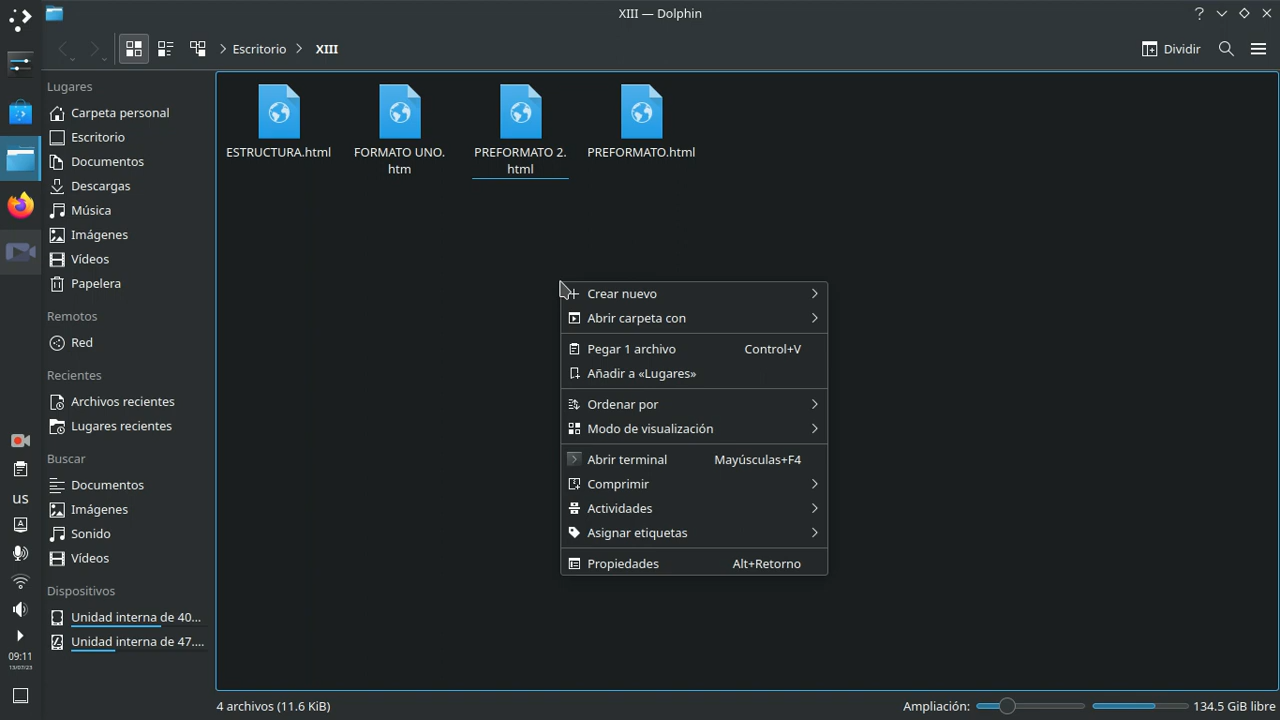 XIII — Dolphin
?
Escritorio
XIII
Dividir
Lugares
Carpeta personal
Escritorio
Documentos
Descargas
Música
Imágenes
Vídeos
Papelera
Remotos
Red
Recientes
Archivos recientes
Lugares recientes
Buscar
Documentos
Imágenes
Sonido
Vídeos
Dispositivos
Unidad interna de 40...
Unidad interna de 47....
ESTRUCTURA.html
FORMATO UNO.
htm
PREFORMATO 2.
html
PREFORMATO.html
Crear nuevo
Abrir carpeta con
Pegar 1 archivo Control+V
Añadir a «Lugares»
Ordenar por
Modo de visualización
Abrir terminal Mayúsculas+F4
Comprimir
Actividades
Asignar etiquetas
Propiedades Alt+Retorno
us
09:11
13/07/23
4 archivos (11.6 KiB)
Ampliación:
134.5 GiB libre